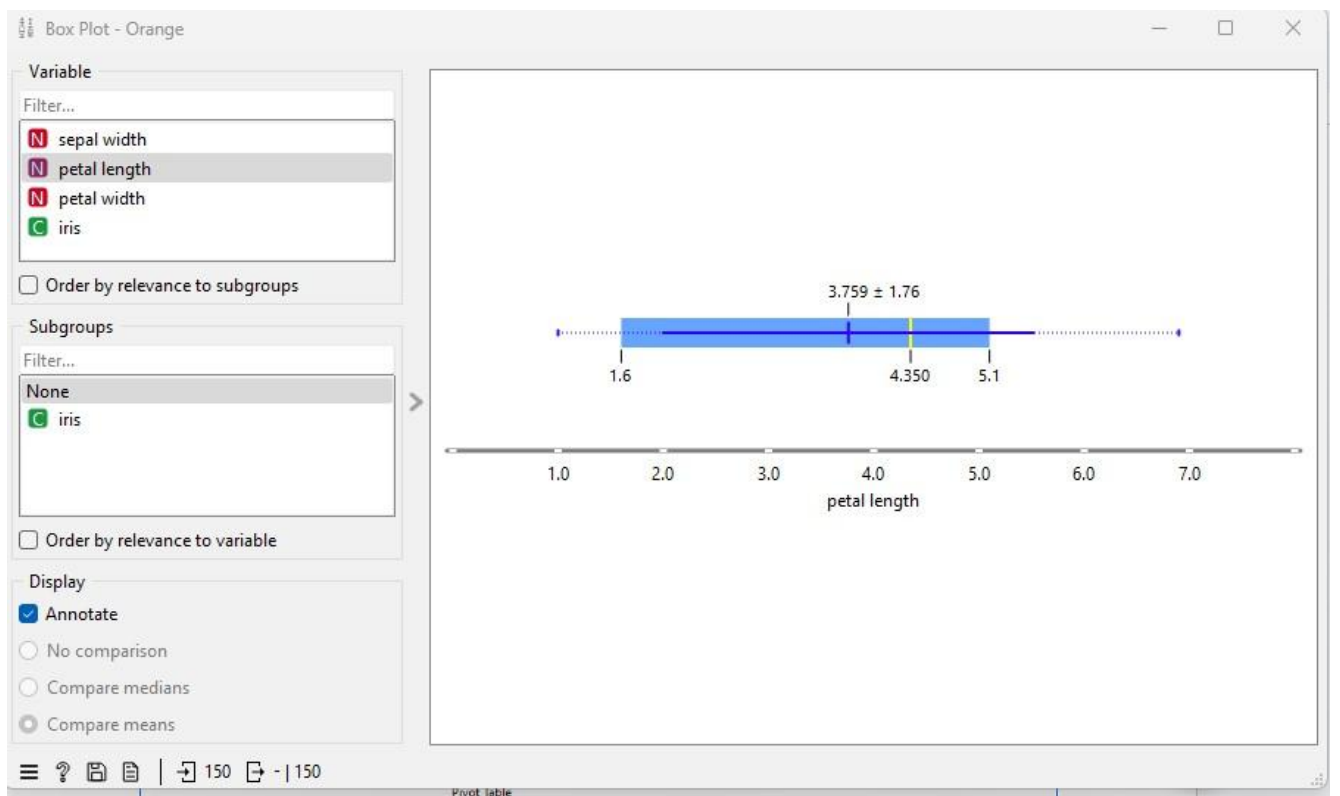 Box Plot - Orange
Variable
Filter...
N sepal width
N petal length
N petal width
C iris
Order by relevance to subgroups
Subgroups
Filter...
None
C iris
Order by relevance to variable
Display
Annotate
No comparison
Compare medians
Compare means
? 150 - | 150
>
3.759 ± 1.76
1.6 4.350 5.1
1.0 2.0 3.0 4.0 5.0 6.0 7.0
petal length
Pivot Table